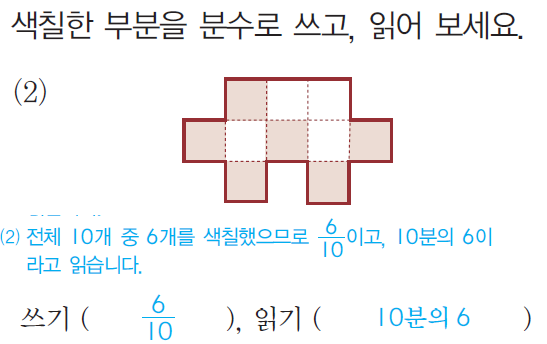 색칠한 부분을 분수로 쓰고, 읽어 보세요.
(2)
(2) 전체 10개 중 6개를 색칠했으므로 6/10이고, 10분의 6이
라고 읽습니다.
쓰기 ( 6/10 ), 읽기 ( 10분의 6 )